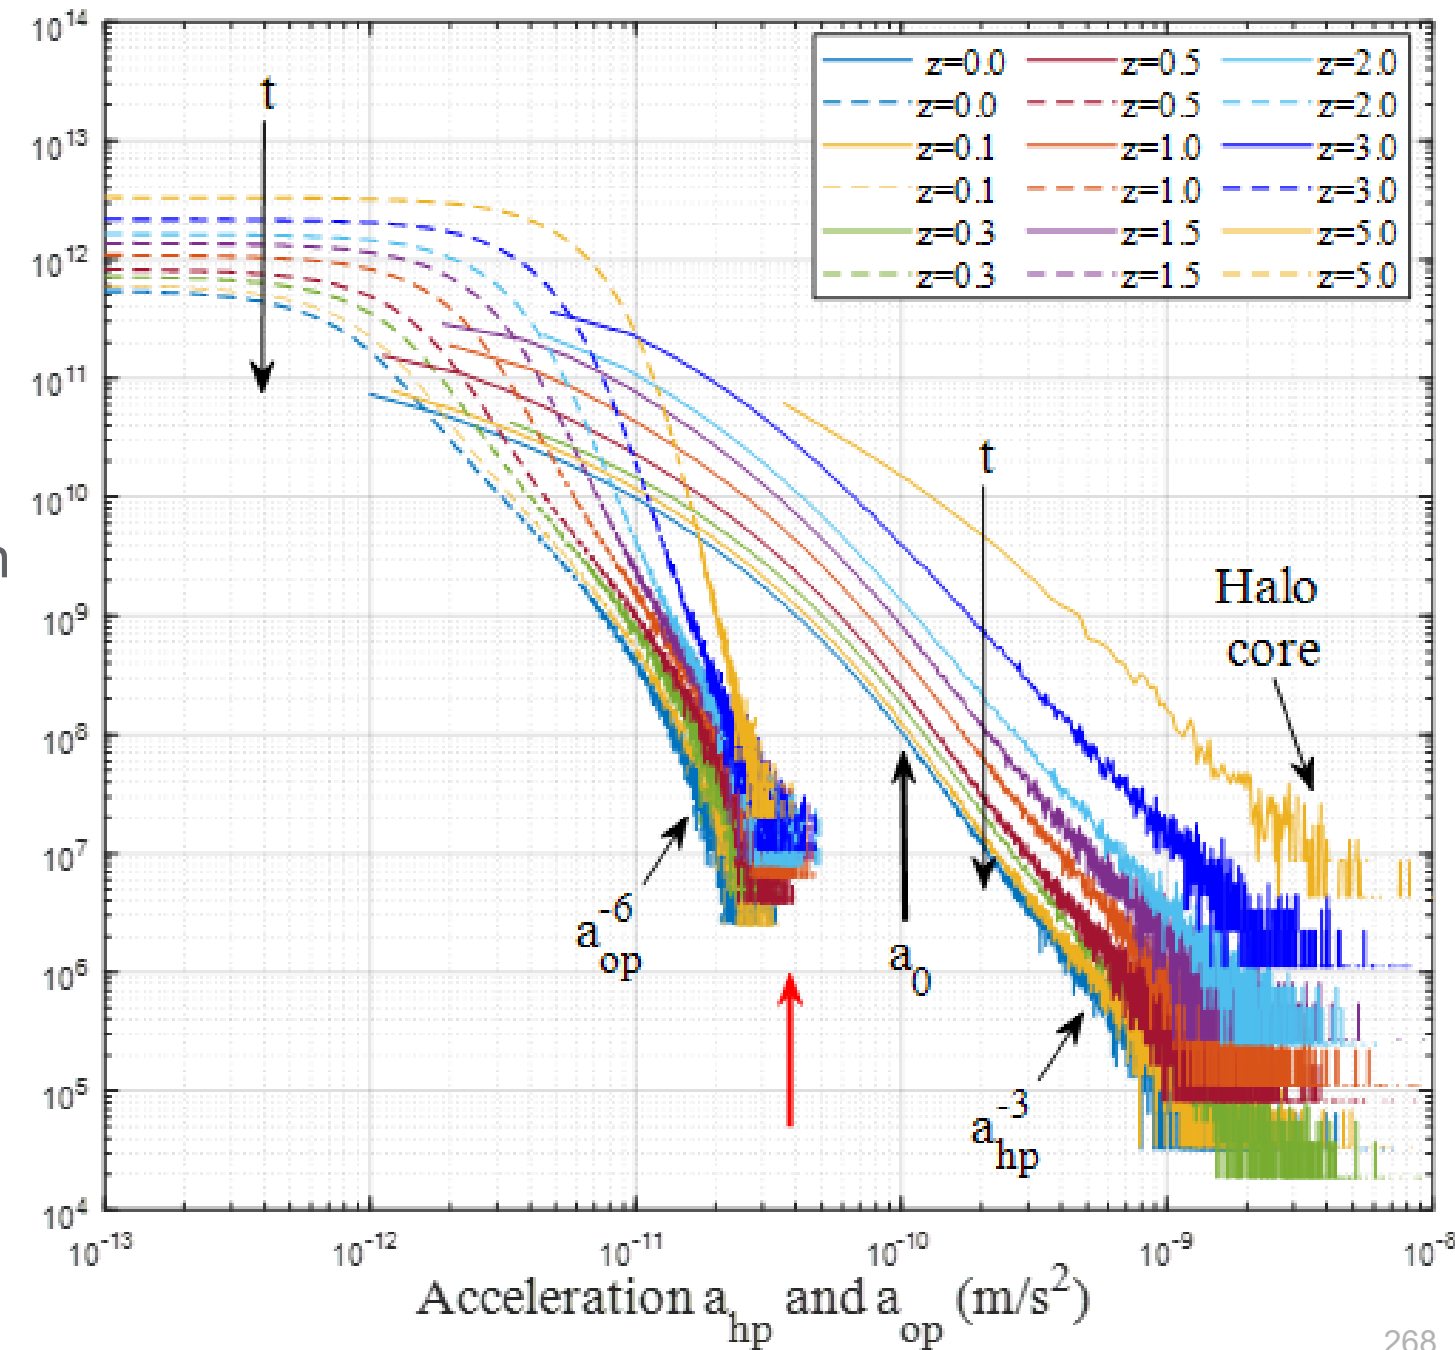 10^14
10^13
10^12
10^11
10^10
10^9
10^8
10^7
10^6
10^5
10^4
t
z=0.0 z=0.5 z=2.0
z=0.0 z=0.5 z=2.0
z=0.1 z=1.0 z=3.0
z=0.1 z=1.0 z=3.0
z=0.3 z=1.5 z=5.0
z=0.3 z=1.5 z=5.0
t
n
Halo
core
a_op^-6
a_0
a_hp^-3
10^-13 10^-12 10^-11 10^-10 10^-9 10^-8
Acceleration a_hp and a_op (m/s^2)
268